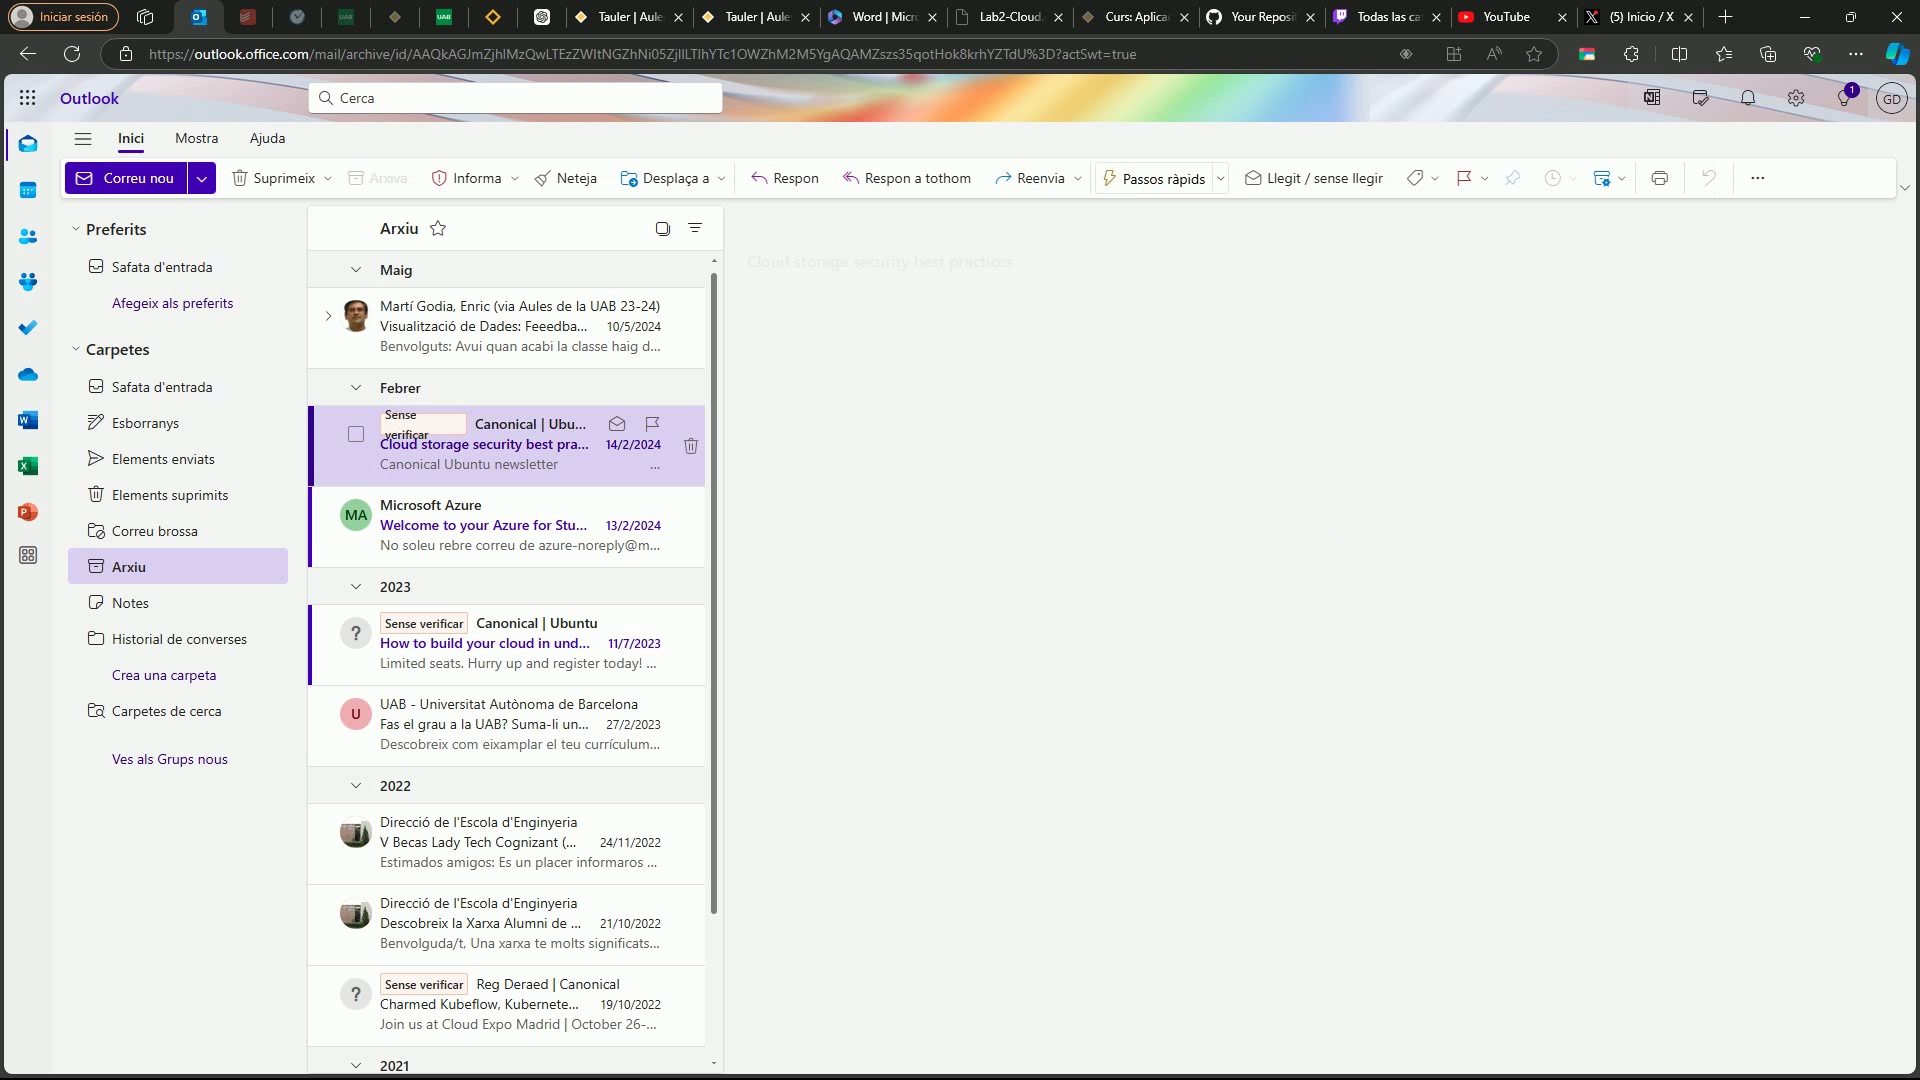 Iniciar sesión
Tauler | Aule
Tauler | Aule
Word | Micr
Lab2-Cloud.
Curs: Aplica
Your Reposit
Todas las ca
YouTube
(5) Inicio / X
Outlook
Cerca
1
GD
Inici
Mostra
Ajuda
Correu nou
Suprimeix
Arxiva
Informa
Neteja
Desplaça a
Respon
Respon a tothom
Reenvia
Passos ràpids
Llegit / sense llegir
Preferits
Safata d'entrada
Afegeix als preferits
Carpetes
Safata d'entrada
Esborranys
Elements enviats
Elements suprimits
Correu brossa
Arxiu
Notes
Historial de converses
Crea una carpeta
Carpetes de cerca
Ves als Grups nous
Arxiu
Maig
Martí Godia, Enric (via Aules de la UAB 23-24)
Visualització de Dades: Feeedba... 10/5/2024
Benvolguts: Avui quan acabi la classe haig d...
Febrer
Sense verificar Canonical | Ubu...
Cloud storage security best pra... 14/2/2024
Canonical Ubuntu newsletter ...
MA
Microsoft Azure
Welcome to your Azure for Stu... 13/2/2024
No soleu rebre correu de azure-noreply@m...
2023
?
Sense verificar Canonical | Ubuntu
How to build your cloud in und... 11/7/2023
Limited seats. Hurry up and register today! ...
U
UAB - Universitat Autònoma de Barcelona
Fas el grau a la UAB? Suma-li un... 27/2/2023
Descobreix com eixamplar el teu currículum...
2022
Direcció de l'Escola d'Enginyeria
V Becas Lady Tech Cognizant (... 24/11/2022
Estimados amigos: Es un placer informaros ...
Direcció de l'Escola d'Enginyeria
Descobreix la Xarxa Alumni de ... 21/10/2022
Benvolguda/t, Una xarxa te molts significats...
?
Sense verificar Reg Deraed | Canonical
Charmed Kubeflow, Kubernete... 19/10/2022
Join us at Cloud Expo Madrid | October 26-...
2021
Cloud storage security best practices